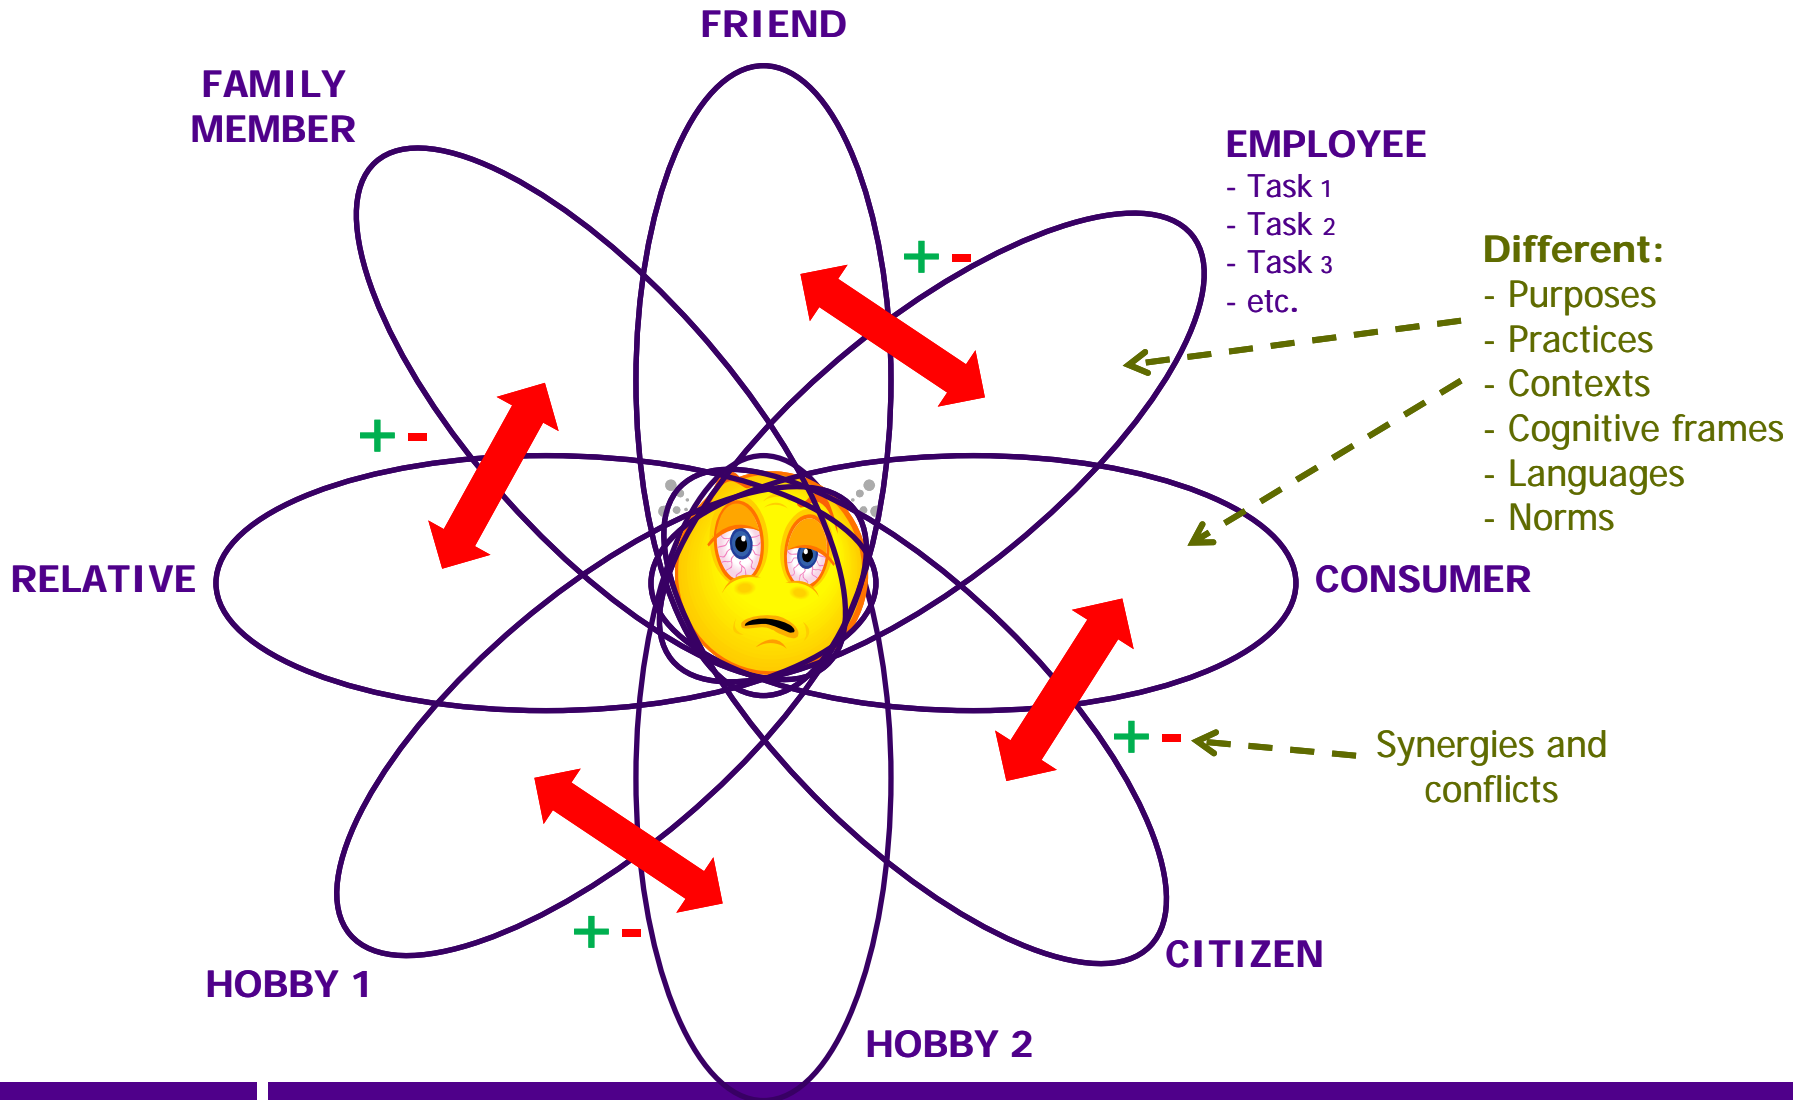 FRIEND
FAMILY
MEMBER
EMPLOYEE
- Task 1
- Task 2
- Task 3
- etc.
+ -
Different:
- Purposes
- Practices
- Contexts
- Cognitive frames
- Languages
- Norms
+ -
RELATIVE
CONSUMER
+ -
Synergies and
conflicts
+ -
CITIZEN
HOBBY 1
HOBBY 2